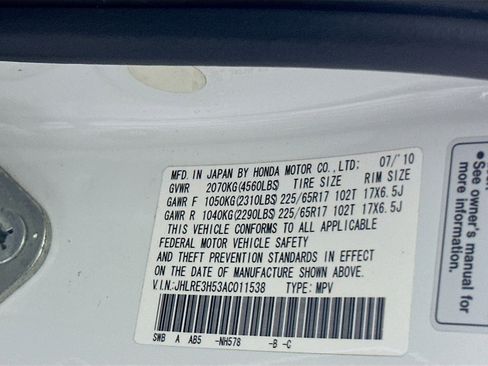 MFD. IN JAPAN BY HONDA MOTOR CO., LTD: 07/'10
GVWR 2070KG(4560LBS) TIRE SIZE RIM SIZE
GAWR F 1050KG(2310LBS) 225/65R17 102T 17X6.5J
GAWR R 1040KG(2290LBS) 225/65R17 102T 17X6.5J
THIS VEHICLE CONFORMS TO ALL APPLICABLE
FEDERAL MOTOR VEHICLE SAFETY
AND THEFT PREVENTION STANDARDS IN EFFECT
ON THE DATE OF MANUFACTURE SHOWN ABOVE.
V.I.N.:JHLRE3H53AC011538 TYPE: MPV
SWB A AB5 -NH578 -B -C
• See owner's
manual for
more information.